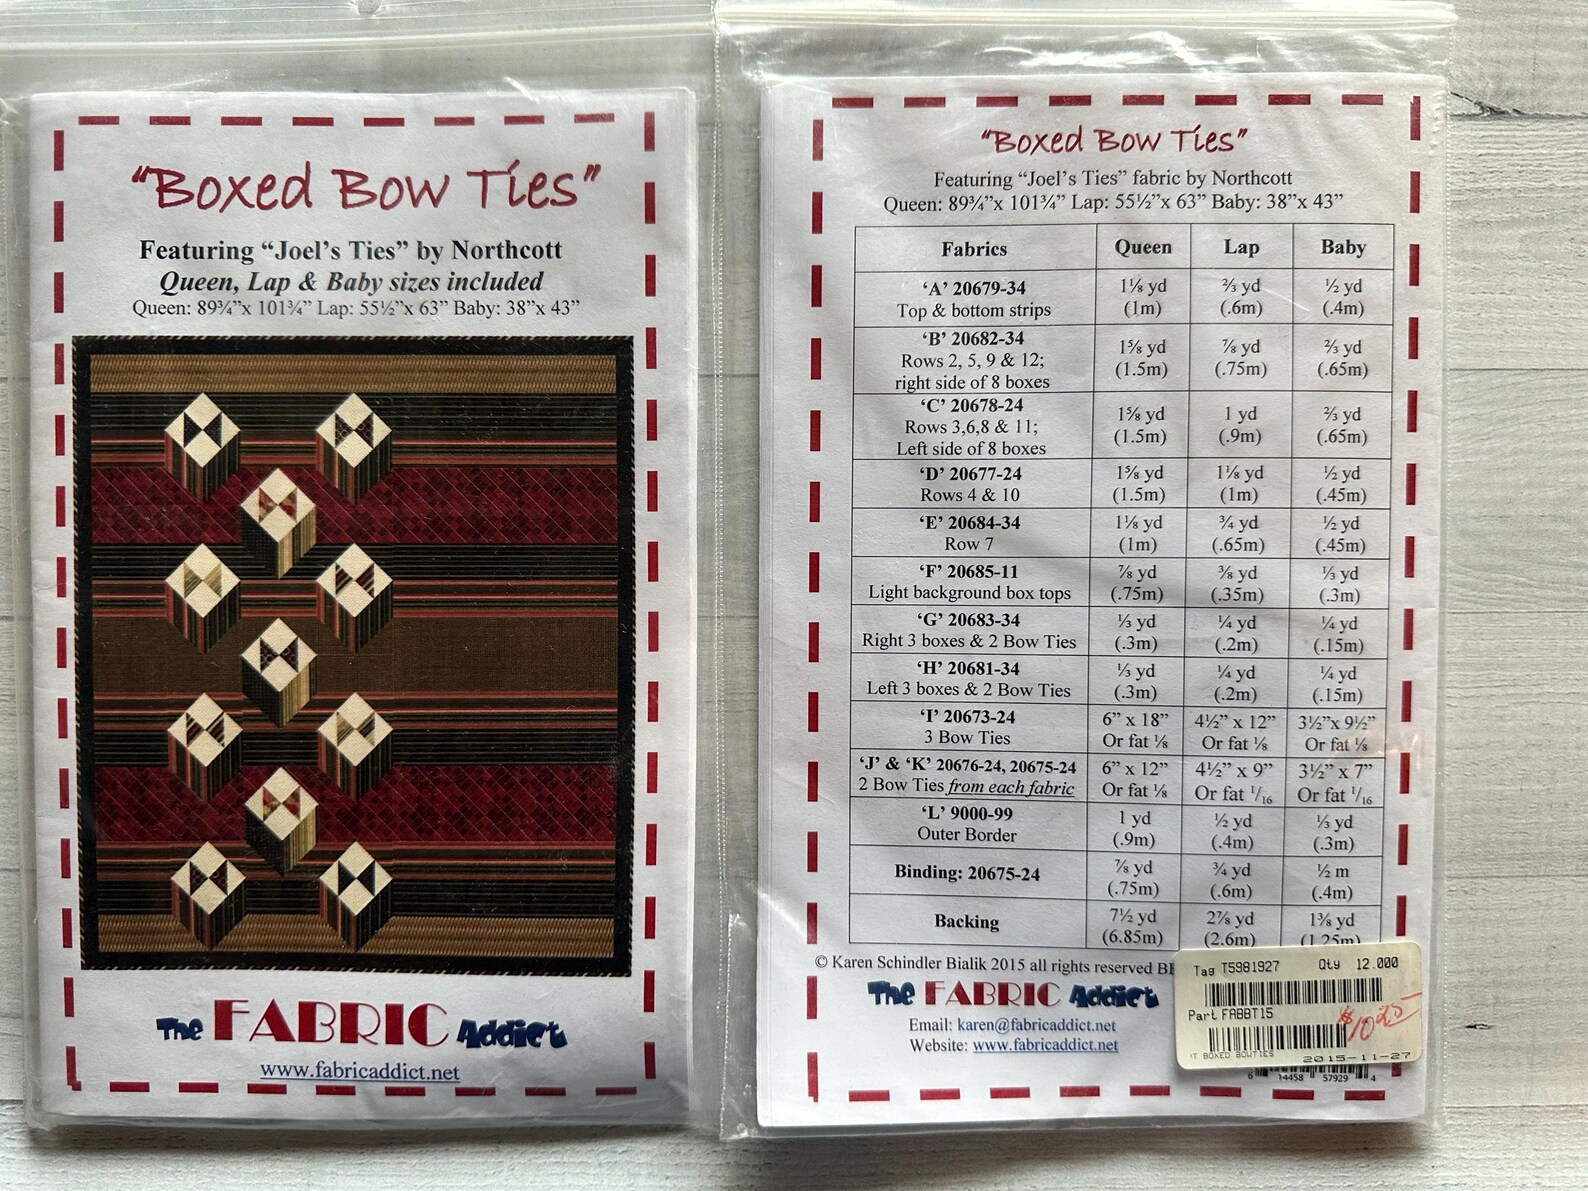 “Boxed Bow Ties”
Featuring “Joel’s Ties” by Northcott
Queen, Lap & Baby sizes included
Queen: 89¾”x 101¾” Lap: 55½”x 63” Baby: 38”x 43”
The FABRIC Addict
www.fabricaddict.net
“Boxed Bow Ties”
Featuring “Joel’s Ties” fabric by Northcott
Queen: 89¾”x 101¾” Lap: 55½”x 63” Baby: 38”x 43”
Fabrics Queen Lap Baby
‘A’ 20679-34 1⅛ yd ⅔ yd ½ yd
Top & bottom strips (1m) (.6m) (.4m)
‘B’ 20682-34
Rows 2, 5, 9 & 12; 1⅝ yd ⅞ yd ⅔ yd
right side of 8 boxes (1.5m) (.75m) (.65m)
‘C’ 20678-24
Rows 3,6,8 & 11; 1⅝ yd 1 yd ⅔ yd
Left side of 8 boxes (1.5m) (.9m) (.65m)
‘D’ 20677-24 1⅝ yd 1⅛ yd ½ yd
Rows 4 & 10 (1.5m) (1m) (.45m)
‘E’ 20684-34 1⅛ yd ¾ yd ½ yd
Row 7 (1m) (.65m) (.45m)
‘F’ 20685-11 ⅞ yd ⅜ yd ⅓ yd
Light background box tops (.75m) (.35m) (.3m)
‘G’ 20683-34 ⅓ yd ¼ yd ¼ yd
Right 3 boxes & 2 Bow Ties (.3m) (.2m) (.15m)
‘H’ 20681-34 ⅓ yd ¼ yd ¼ yd
Left 3 boxes & 2 Bow Ties (.3m) (.2m) (.15m)
‘I’ 20673-24 6” x 18” 4½” x 12” 3½”x 9½”
3 Bow Ties Or fat ⅛ Or fat ⅛ Or fat ⅛
‘J’ & ‘K’ 20676-24, 20675-24 6” x 12” 4½” x 9” 3½” x 7”
2 Bow Ties from each fabric Or fat ⅛ Or fat 1/16 Or fat 1/16
‘L’ 9000-99 1 yd ½ yd ⅓ yd
Outer Border (.9m) (.4m) (.3m)
Binding: 20675-24 ⅞ yd ¾ yd ½ m
(.75m) (.6m) (.4m)
Backing 7½ yd 2⅞ yd 1⅜ yd
(6.85m) (2.6m) (1.25m)
© Karen Schindler Bialik 2015 all rights reserved
The FABRIC Addict
Email: karen@fabricaddict.net
Website: www.fabricaddict.net
Tag T5981927 Qty 12.000
Part FABBT15
$10.95
'T BOXED BOWTIES 2015-11-27
6 14458 57929 4